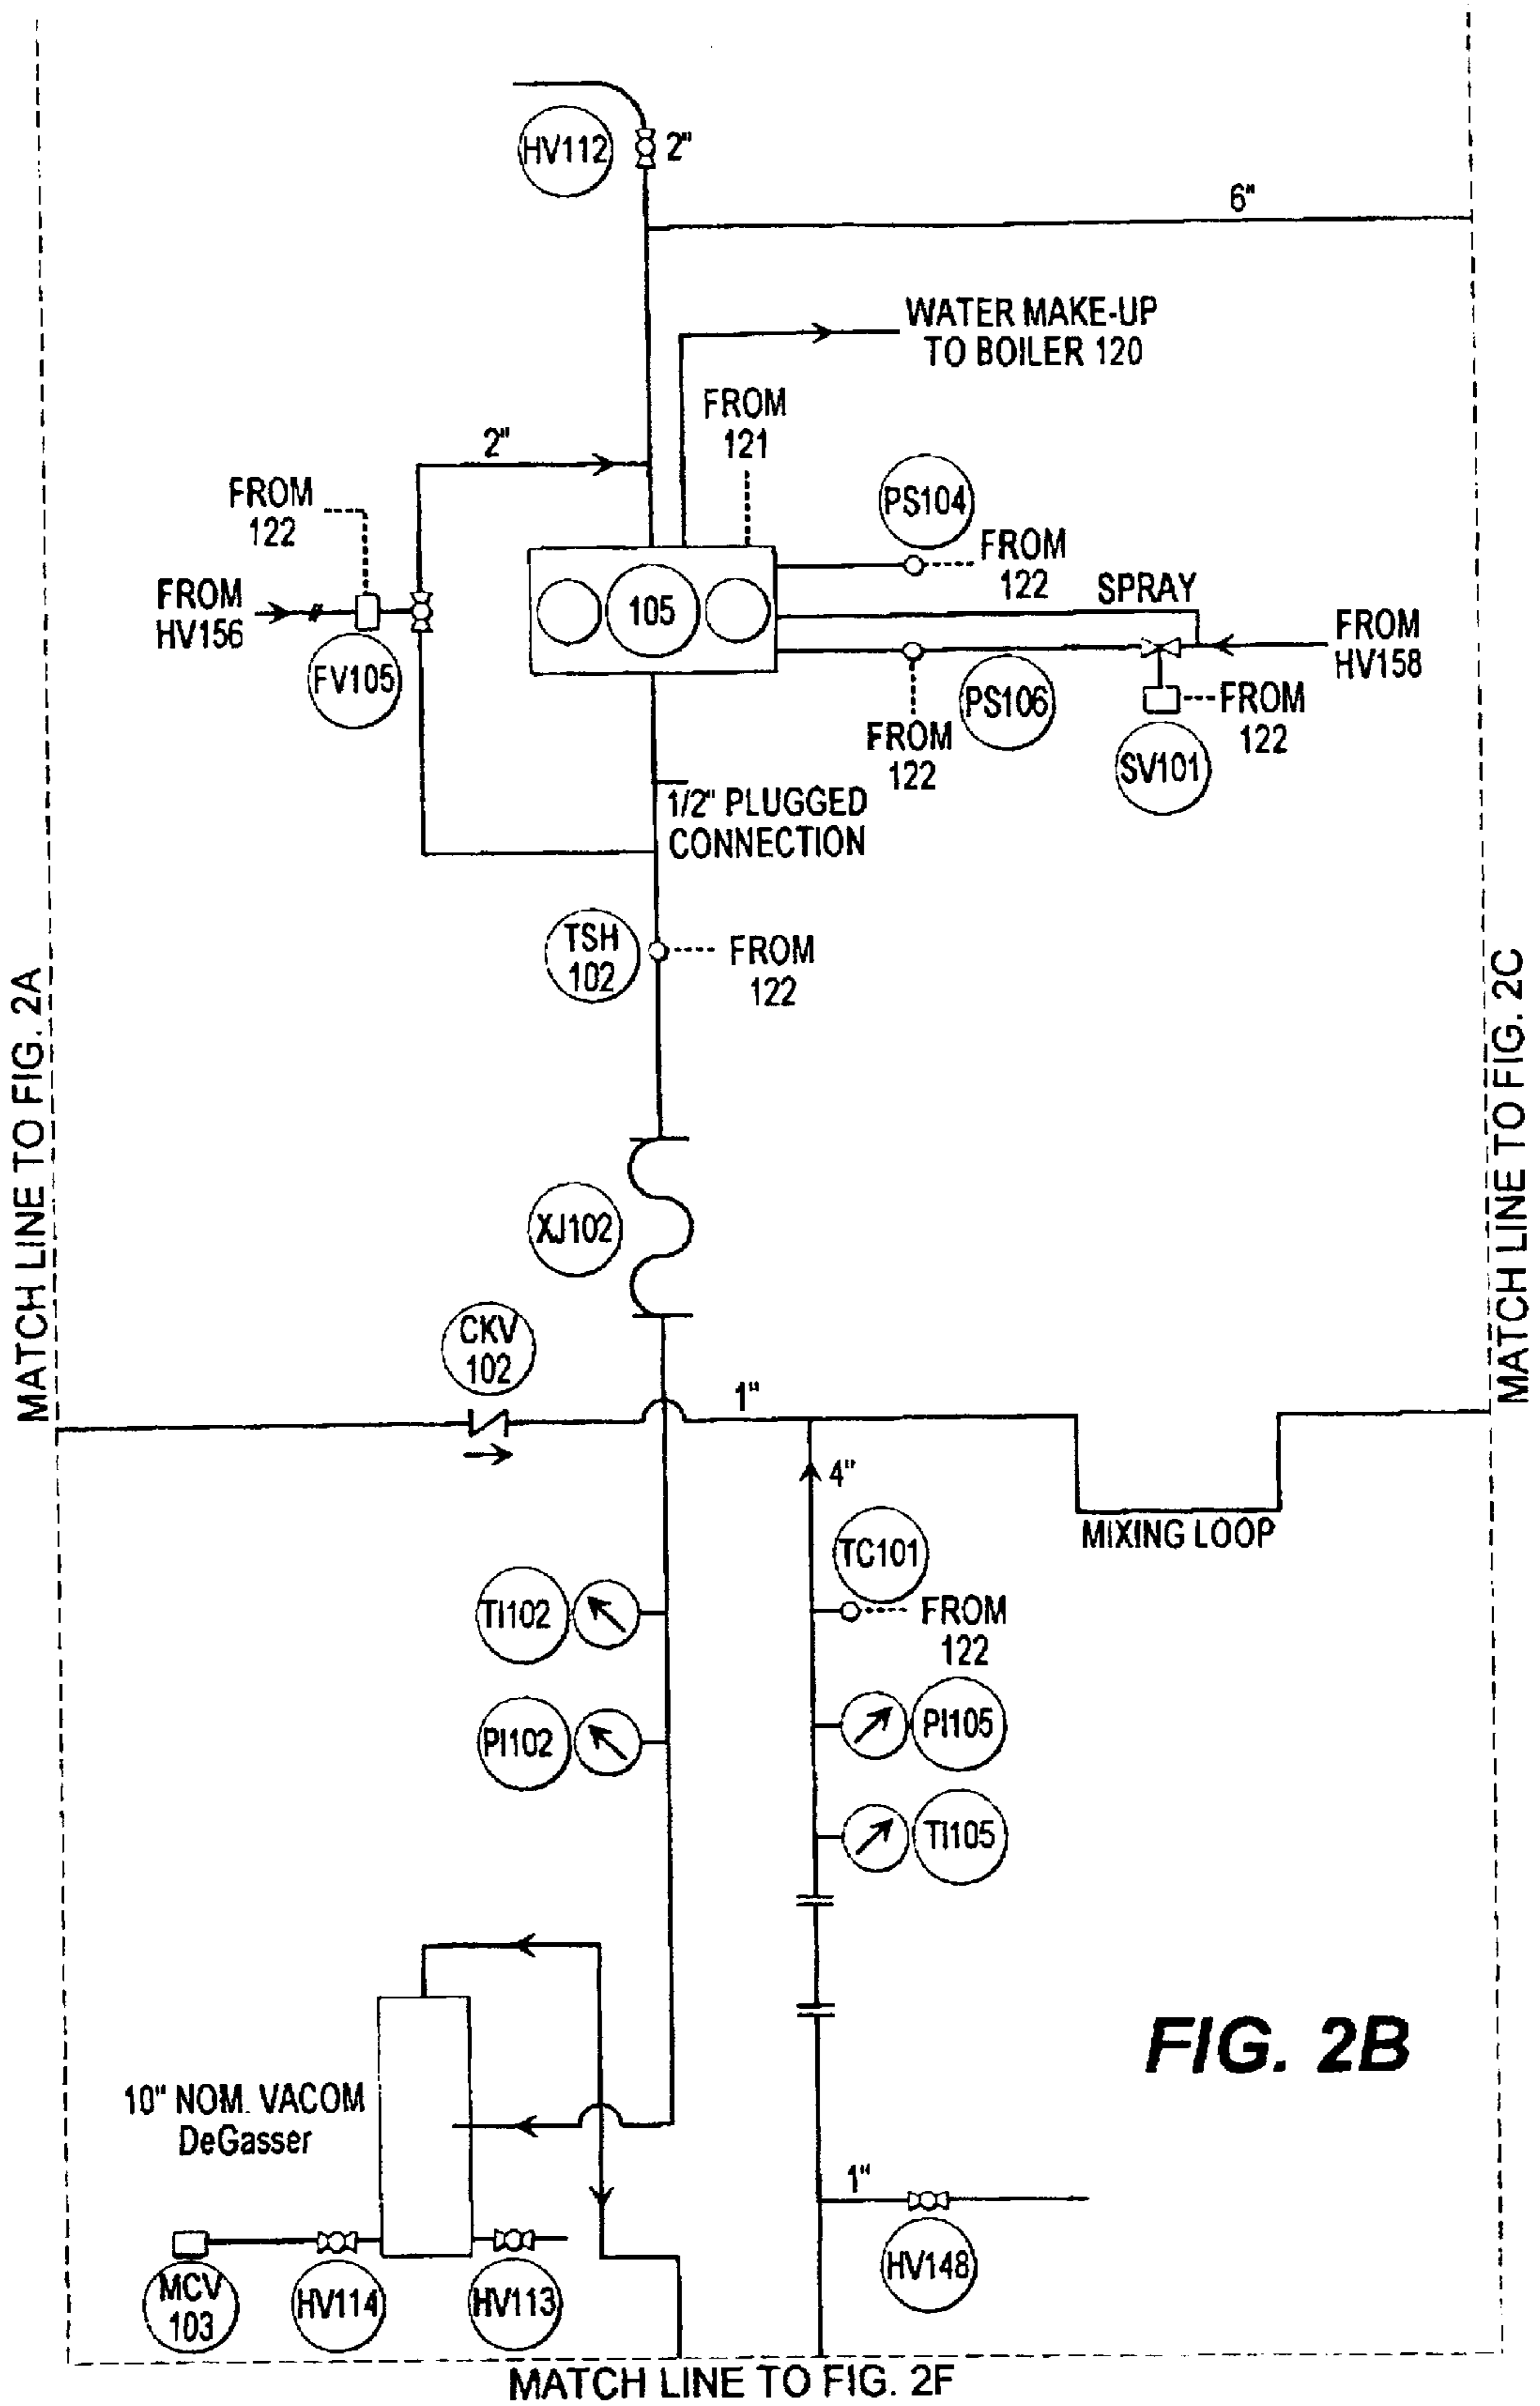 HV112
2"
6"
WATER MAKE-UP
TO BOILER 120
FROM
121
2"
FROM
122
PS104
FROM
122
FROM
HV156
105
SPRAY
FROM
HV158
FV105
PS106
FROM
122
FROM
122
SV101
1/2" PLUGGED
CONNECTION
TSH
102
FROM
122
MATCH LINE TO FIG. 2A
MATCH LINE TO FIG. 2C
XJ102
CKV
102
1"
4"
MIXING LOOP
TC101
FROM
122
TI102
PI102
PI105
TI105
FIG. 2B
10" NOM. VACOM
DeGasser
1"
HV148
MCV
103
HV114
HV113
MATCH LINE TO FIG. 2F